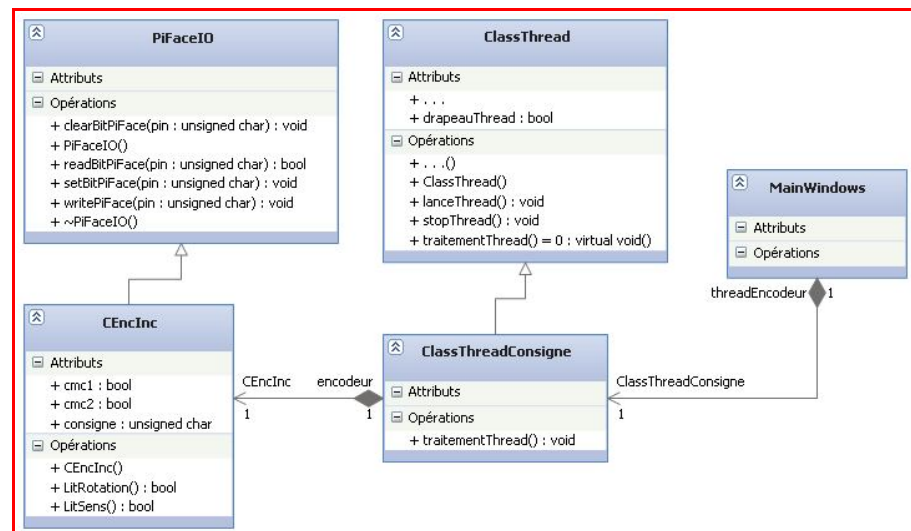 PiFaceIO
Attributs
Opérations
+ clearBitPiFace(pin : unsigned char) : void
+ PiFaceIO()
+ readBitPiFace(pin : unsigned char) : bool
+ setBitPiFace(pin : unsigned char) : void
+ writePiFace(pin : unsigned char) : void
+ ~PiFaceIO()
ClassThread
Attributs
+ . . .
+ drapeauThread : bool
Opérations
+ . . .()
+ ClassThread()
+ lanceThread() : void
+ stopThread() : void
+ traitementThread() = 0 : virtual void()
MainWindows
Attributs
Opérations
threadEncodeur
1
CEncInc
Attributs
+ cmc1 : bool
+ cmc2 : bool
+ consigne : unsigned char
Opérations
+ CEncInc()
+ LitRotation() : bool
+ LitSens() : bool
CEncInc
encodeur
1
1
ClassThreadConsigne
Attributs
Opérations
+ traitementThread() : void
ClassThreadConsigne
1